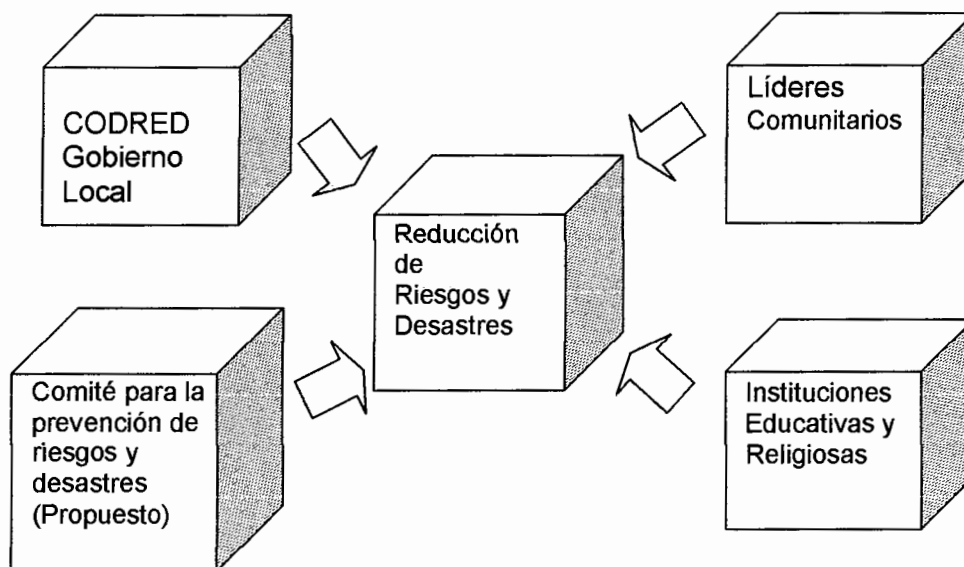 CODRED
Gobierno
Local
Líderes
Comunitarios
Reducción
de
Riesgos y
Desastres
Comité para la
prevención de
riesgos y
desastres
(Propuesto)
Instituciones
Educativas y
Religiosas